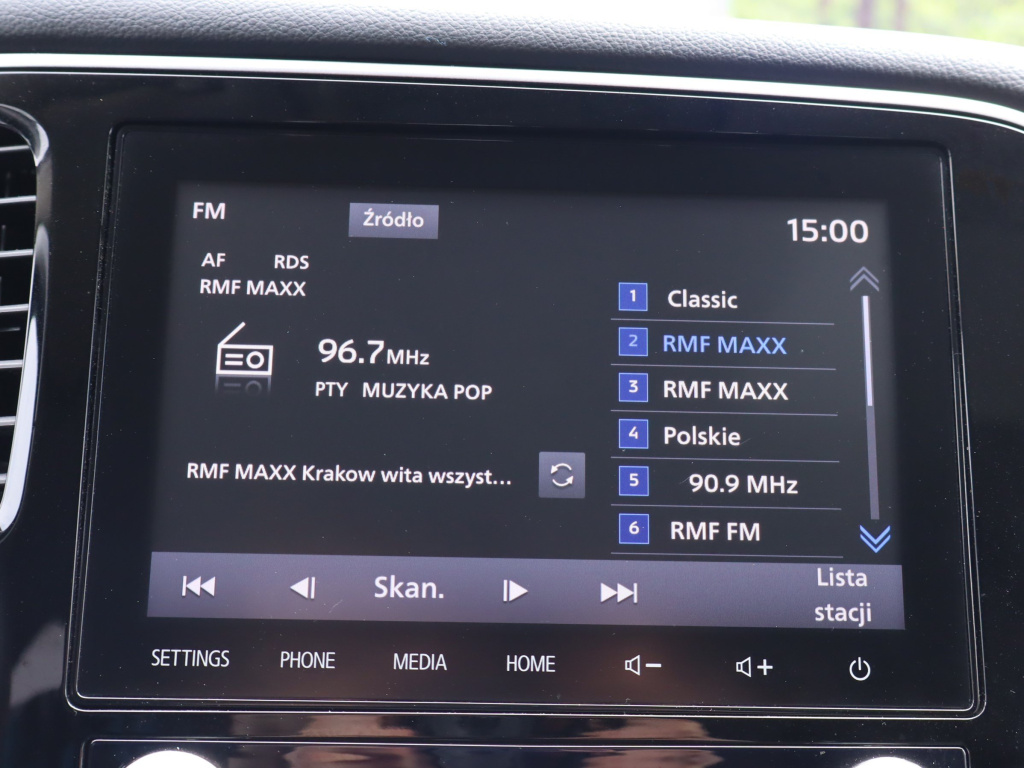 FM
Źródło
15:00
AF RDS
RMF MAXX
96.7MHz
PTY MUZYKA POP
RMF MAXX Krakow wita wszyst...
1 Classic
2 RMF MAXX
3 RMF MAXX
4 Polskie
5 90.9 MHz
6 RMF FM
Skan.
Lista
stacji
SETTINGS PHONE MEDIA HOME